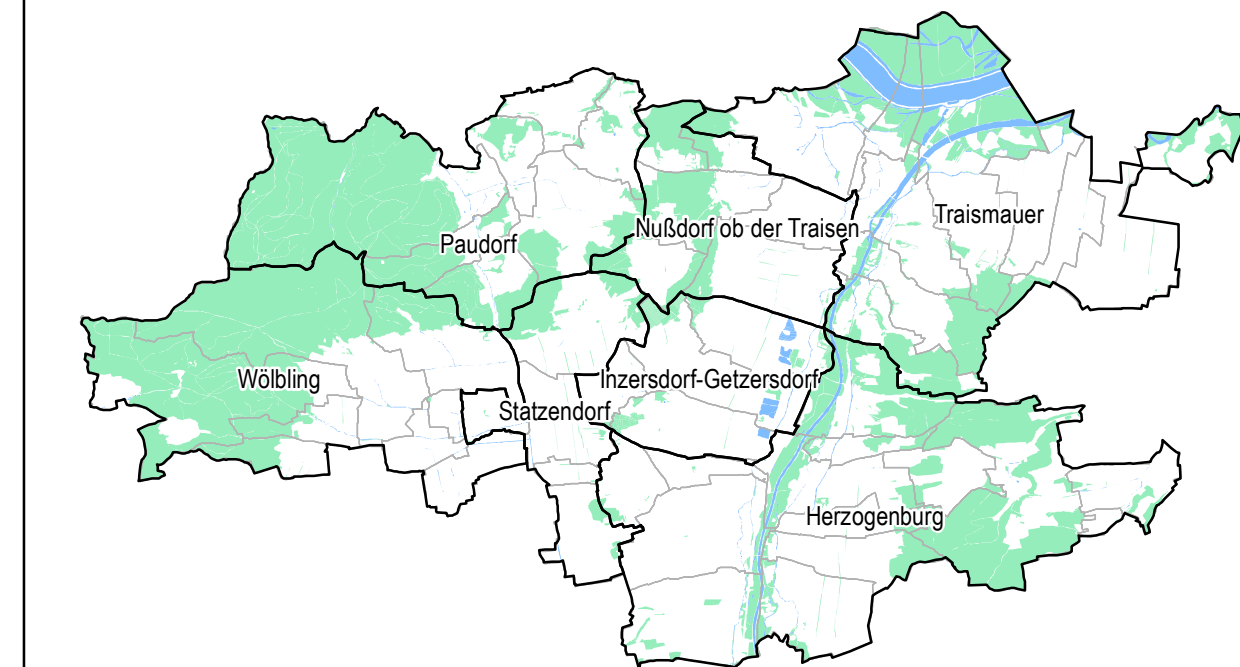 Traismauer
Nußdorf ob der Traisen
Paudorf
Wölbling
Inzersdorf-Getzersdorf
Statzendorf
Herzogenburg